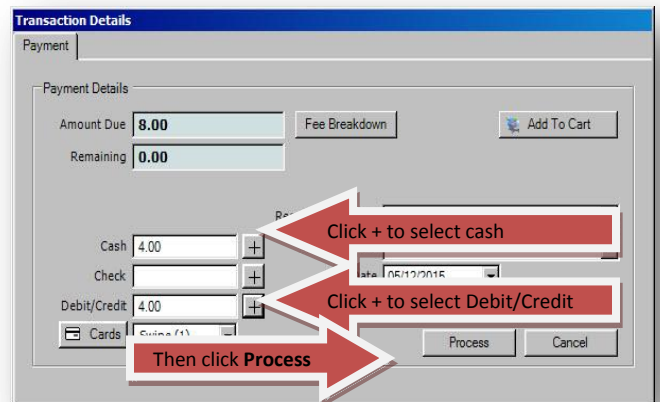 Transaction Details
Payment
Payment Details
Amount Due 8.00 Fee Breakdown Add To Cart
Remaining 0.00
Click + to select cash
Cash 4.00 +
Check + 05/12/2015
Click + to select Debit/Credit
Debit/Credit 4.00 +
Cards Swipe (1)
Then click Process
Process Cancel